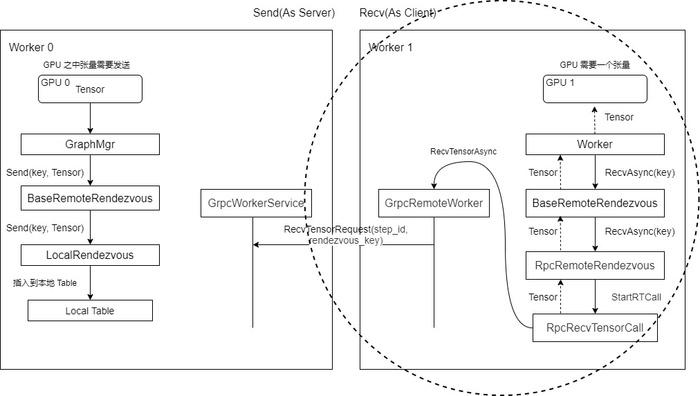 Send(As Server)
Recv(As Client)
Worker 0
GPU 之中张量需要发送
GPU 0
Tensor
GraphMgr
Send(key, Tensor)
BaseRemoteRendezvous
Send(key, Tensor)
LocalRendezvous
插入到本地 Table
Local Table
GrpcWorkerService
RecvTensorRequest(step_id,
rendezvous_key)
Worker 1
GPU 需要一个张量
GPU 1
Tensor
Worker
RecvTensorAsync
GrpcRemoteWorker
Tensor
RecvAsync(key)
BaseRemoteRendezvous
Tensor
RecvAsync(key)
RpcRemoteRendezvous
Tensor
StartRTCall
RpcRecvTensorCall